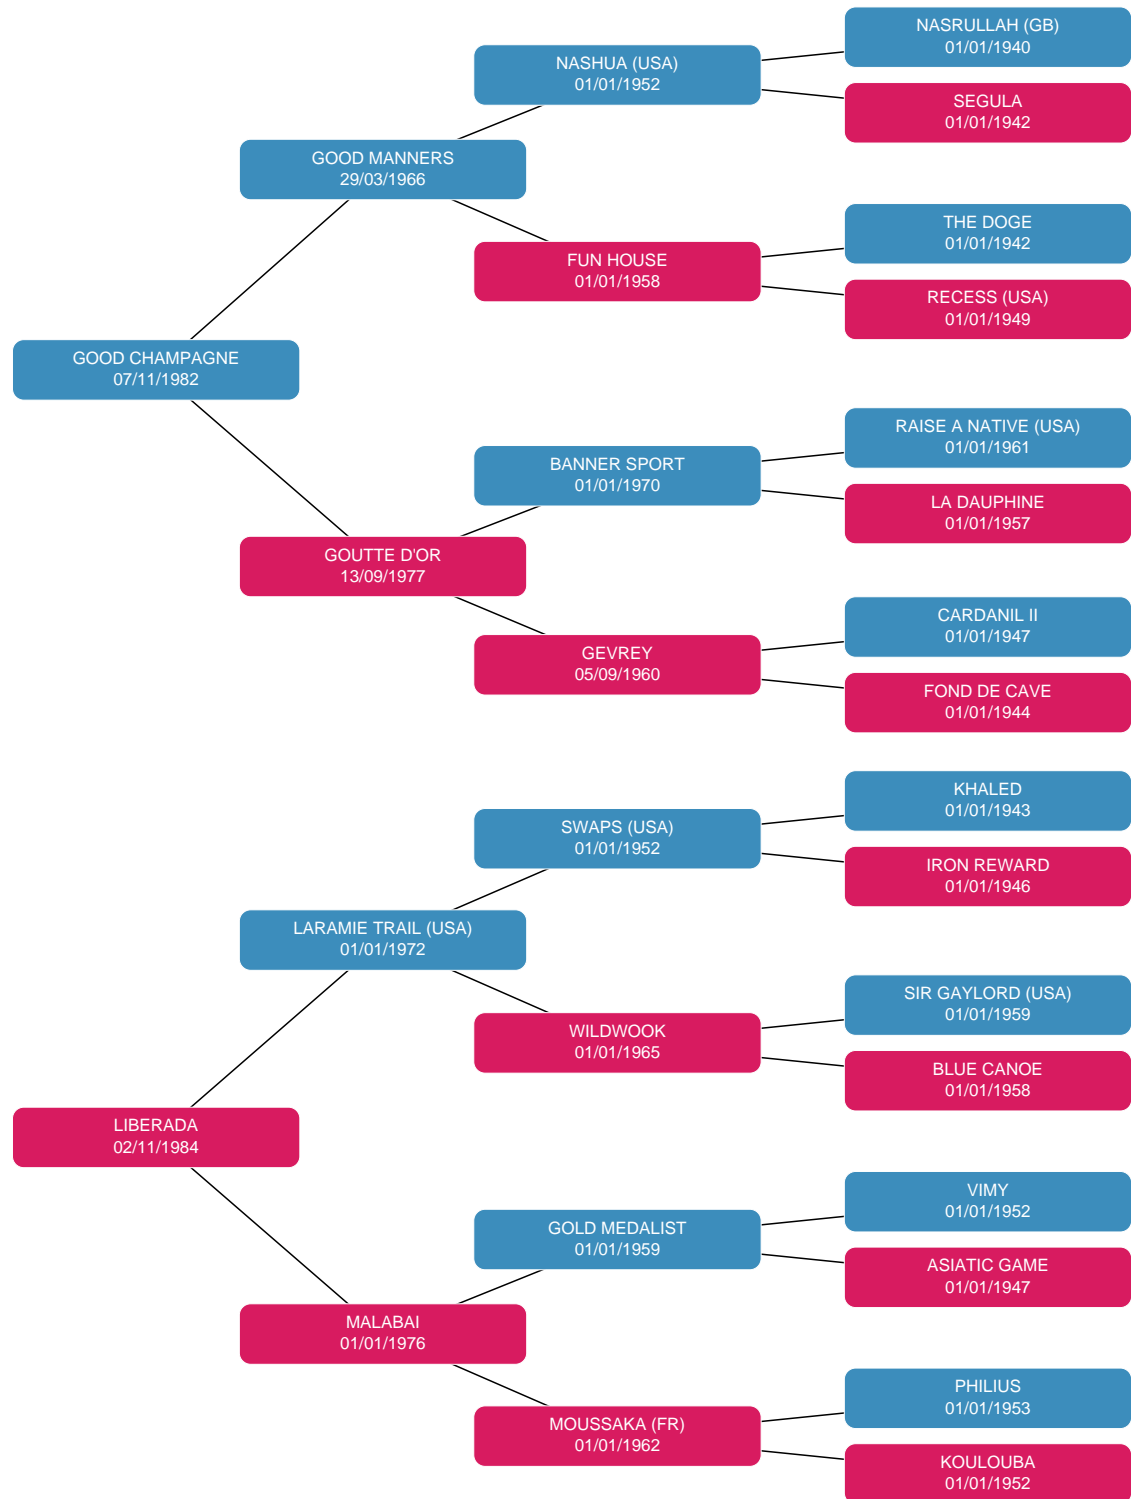 NASRULLAH (GB)
01/01/1940
NASHUA (USA)
01/01/1952
SEGULA
01/01/1942
GOOD MANNERS
29/03/1966
THE DOGE
01/01/1942
FUN HOUSE
01/01/1958
RECESS (USA)
01/01/1949
GOOD CHAMPAGNE
07/11/1982
RAISE A NATIVE (USA)
01/01/1961
BANNER SPORT
01/01/1970
LA DAUPHINE
01/01/1957
GOUTTE D'OR
13/09/1977
CARDANIL II
01/01/1947
GEVREY
05/09/1960
FOND DE CAVE
01/01/1944
KHALED
01/01/1943
SWAPS (USA)
01/01/1952
IRON REWARD
01/01/1946
LARAMIE TRAIL (USA)
01/01/1972
SIR GAYLORD (USA)
01/01/1959
WILDWOOK
01/01/1965
BLUE CANOE
01/01/1958
LIBERADA
02/11/1984
VIMY
01/01/1952
GOLD MEDALIST
01/01/1959
ASIATIC GAME
01/01/1947
MALABAI
01/01/1976
PHILIUS
01/01/1953
MOUSSAKA (FR)
01/01/1962
KOULOUBA
01/01/1952